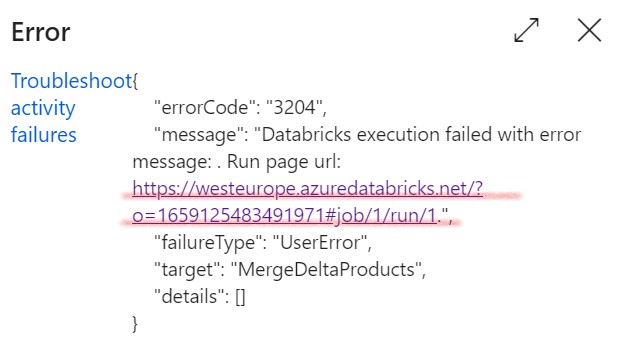 Error
Troubleshoot{
activity "errorCode": "3204",
failures "message": "Databricks execution failed with error
message: . Run page url:
https://westeurope.azuredatabricks.net/?
o=1659125483491971#job/1/run/1.",
"failureType": "UserError",
"target": "MergeDeltaProducts",
"details": []
}